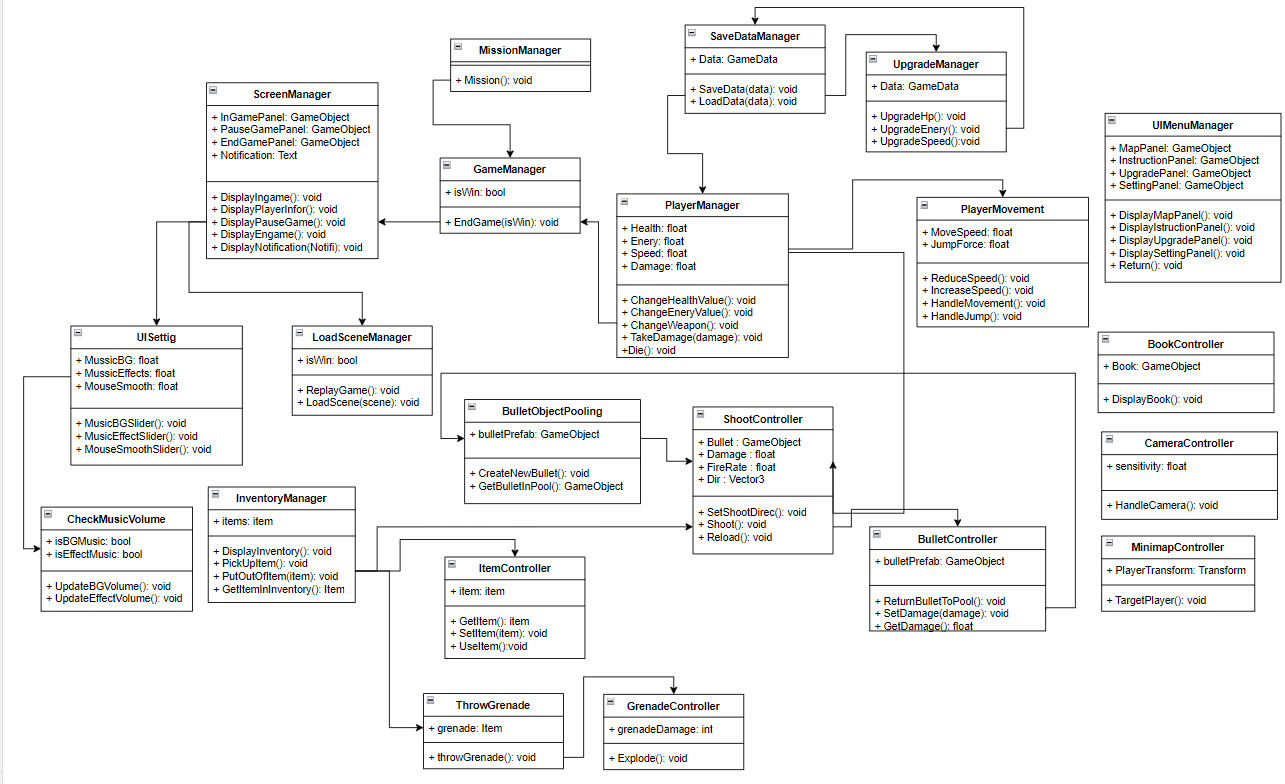 SaveDataManager
+ Data: GameData
+ SaveData(data): void
+ LoadData(data): void
MissionManager
+ Mission(): void
UpgradeManager
+ Data: GameData
+ UpgradeHp(): void
+ UpgradeEnery(): void
+ UpgradeSpeed():void
ScreenManager
+ InGamePanel: GameObject
+ PauseGamePanel: GameObject
+ EndGamePanel: GameObject
+ Notification: Text
+ DisplayIngame(): void
+ DisplayPlayerInfor(): void
+ DisplayPauseGame(): void
+ DisplayEngame(): void
+ DisplayNotification(Notifi): void
UIMenuManager
+ MapPanel: GameObject
+ InstructionPanel: GameObject
+ UpgradePanel: GameObject
+ SettingPanel: GameObject
+ DisplayMapPanel(): void
+ DisplayIstructionPanel(): void
+ DisplayUpgradePanel(): void
+ DisplaySettingPanel(): void
+ Return(): void
GameManager
+ isWin: bool
+ EndGame(isWin): void
PlayerManager
+ Health: float
+ Enery: float
+ Speed: float
+ Damage: float
+ ChangeHealthValue(): void
+ ChangeEneryValue(): void
+ ChangeWeapon(): void
+ TakeDamage(damage): void
+Die(): void
PlayerMovement
+ MoveSpeed: float
+ JumpForce: float
+ ReduceSpeed(): void
+ IncreaseSpeed(): void
+ HandleMovement(): void
+ HandleJump(): void
UISettig
+ MussicBG: float
+ MussicEffects: float
+ MouseSmooth: float
+ MusicBGSlider(): void
+ MusicEffectSlider(): void
+ MouseSmoothSlider(): void
LoadSceneManager
+ isWin: bool
+ ReplayGame(): void
+ LoadScene(scene): void
BookController
+ Book: GameObject
+ DisplayBook(): void
BulletObjectPooling
+ bulletPrefab: GameObject
+ CreateNewBullet(): void
+ GetBulletInPool(): GameObject
ShootController
+ Bullet : GameObject
+ Damage : float
+ FireRate : float
+ Dir : Vector3
+ SetShootDirec(): void
+ Shoot(): void
+ Reload(): void
CameraController
+ sensitivity: float
+ HandleCamera(): void
InventoryManager
+ items: item
+ DisplayInventory(): void
+ PickUpItem(): void
+ PutOutOfItem(item): void
+ GetItemInInventory(): Item
CheckMusicVolume
+ isBGMusic: bool
+ isEffectMusic: bool
+ UpdateBGVolume(): void
+ UpdateEffectVolume(): void
BulletController
+ bulletPrefab: GameObject
+ ReturnBulletToPool(): void
+ SetDamage(damage): void
+ GetDamage(): float
MinimapController
+ PlayerTransform: Transform
+ TargetPlayer(): void
ItemController
+ item: item
+ GetItem(): item
+ SetItem(item): void
+ UseItem():void
ThrowGrenade
+ grenade: Item
+ throwGrenade(): void
GrenadeController
+ grenadeDamage: int
+ Explode(): void